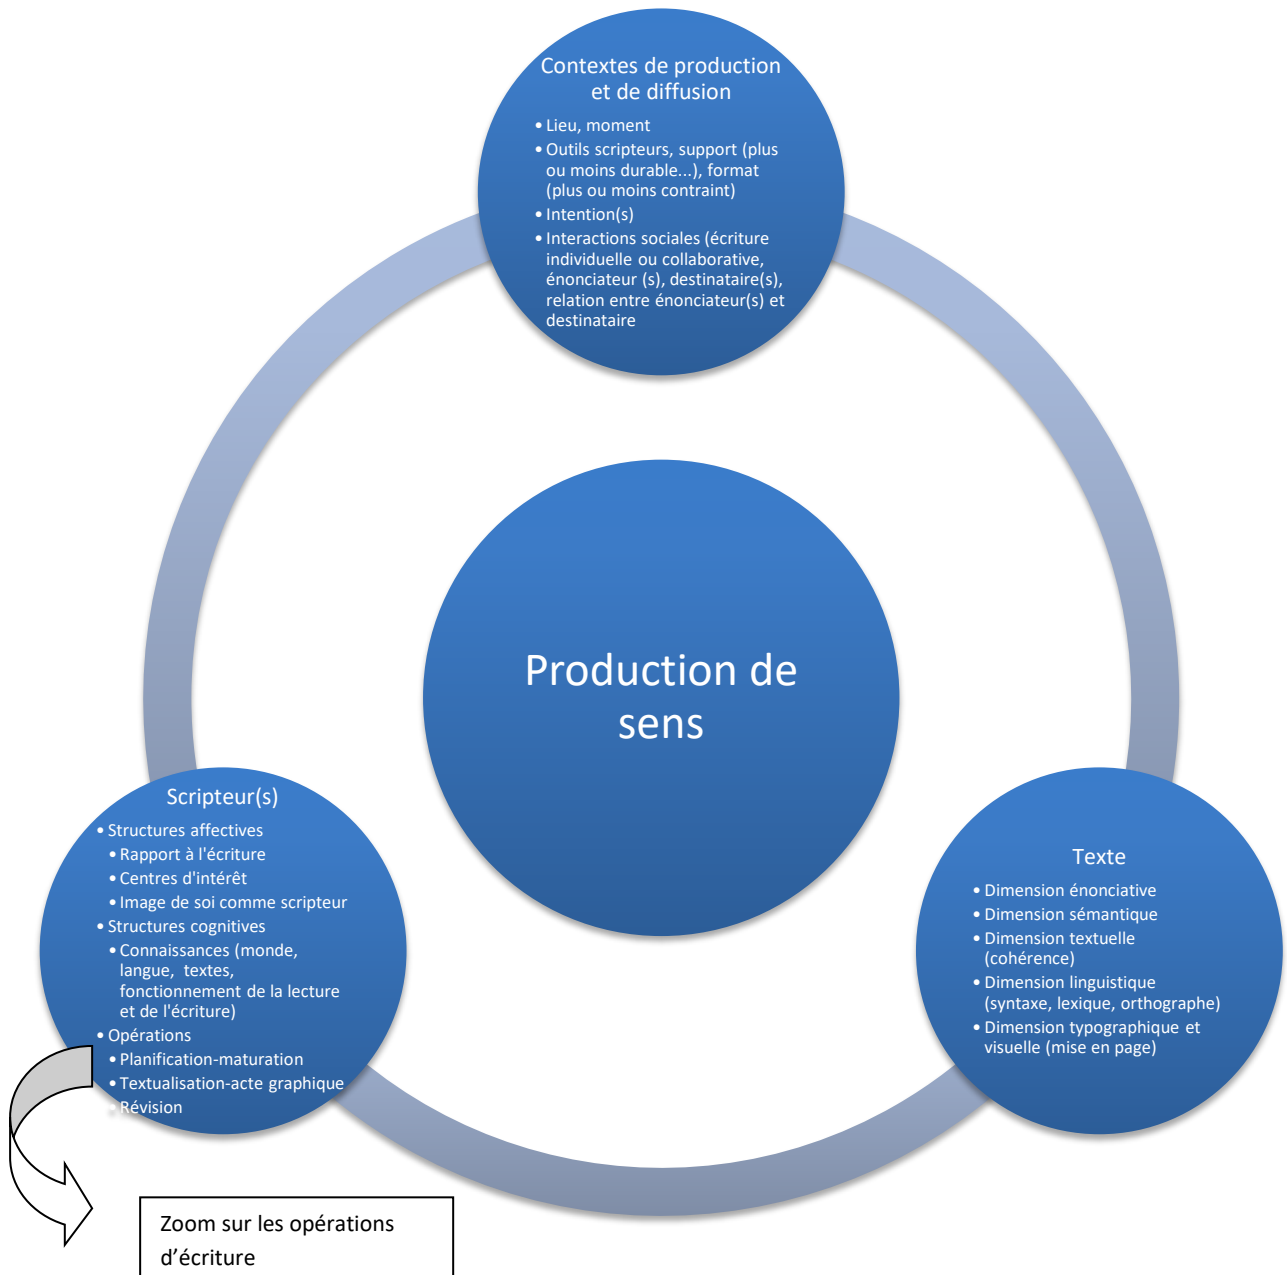 Contextes de production
et de diffusion
• Lieu, moment
• Outils scripteurs, support (plus
ou moins durable...), format
(plus ou moins contraint)
• Intention(s)
• Interactions sociales (écriture
individuelle ou collaborative,
énonciateur (s), destinataire(s),
relation entre énonciateur(s) et
destinataire
Production de
sens
Scripteur(s)
• Structures affectives
• Rapport à l'écriture
• Centres d'intérêt
• Image de soi comme scripteur
• Structures cognitives
• Connaissances (monde,
langue, textes,
fonctionnement de la lecture
et de l'écriture)
• Opérations
• Planification-maturation
• Textualisation-acte graphique
• Révision
Texte
• Dimension énonciative
• Dimension sémantique
• Dimension textuelle
(cohérence)
• Dimension linguistique
(syntaxe, lexique, orthographe)
• Dimension typographique et
visuelle (mise en page)
Zoom sur les opérations
d’écriture